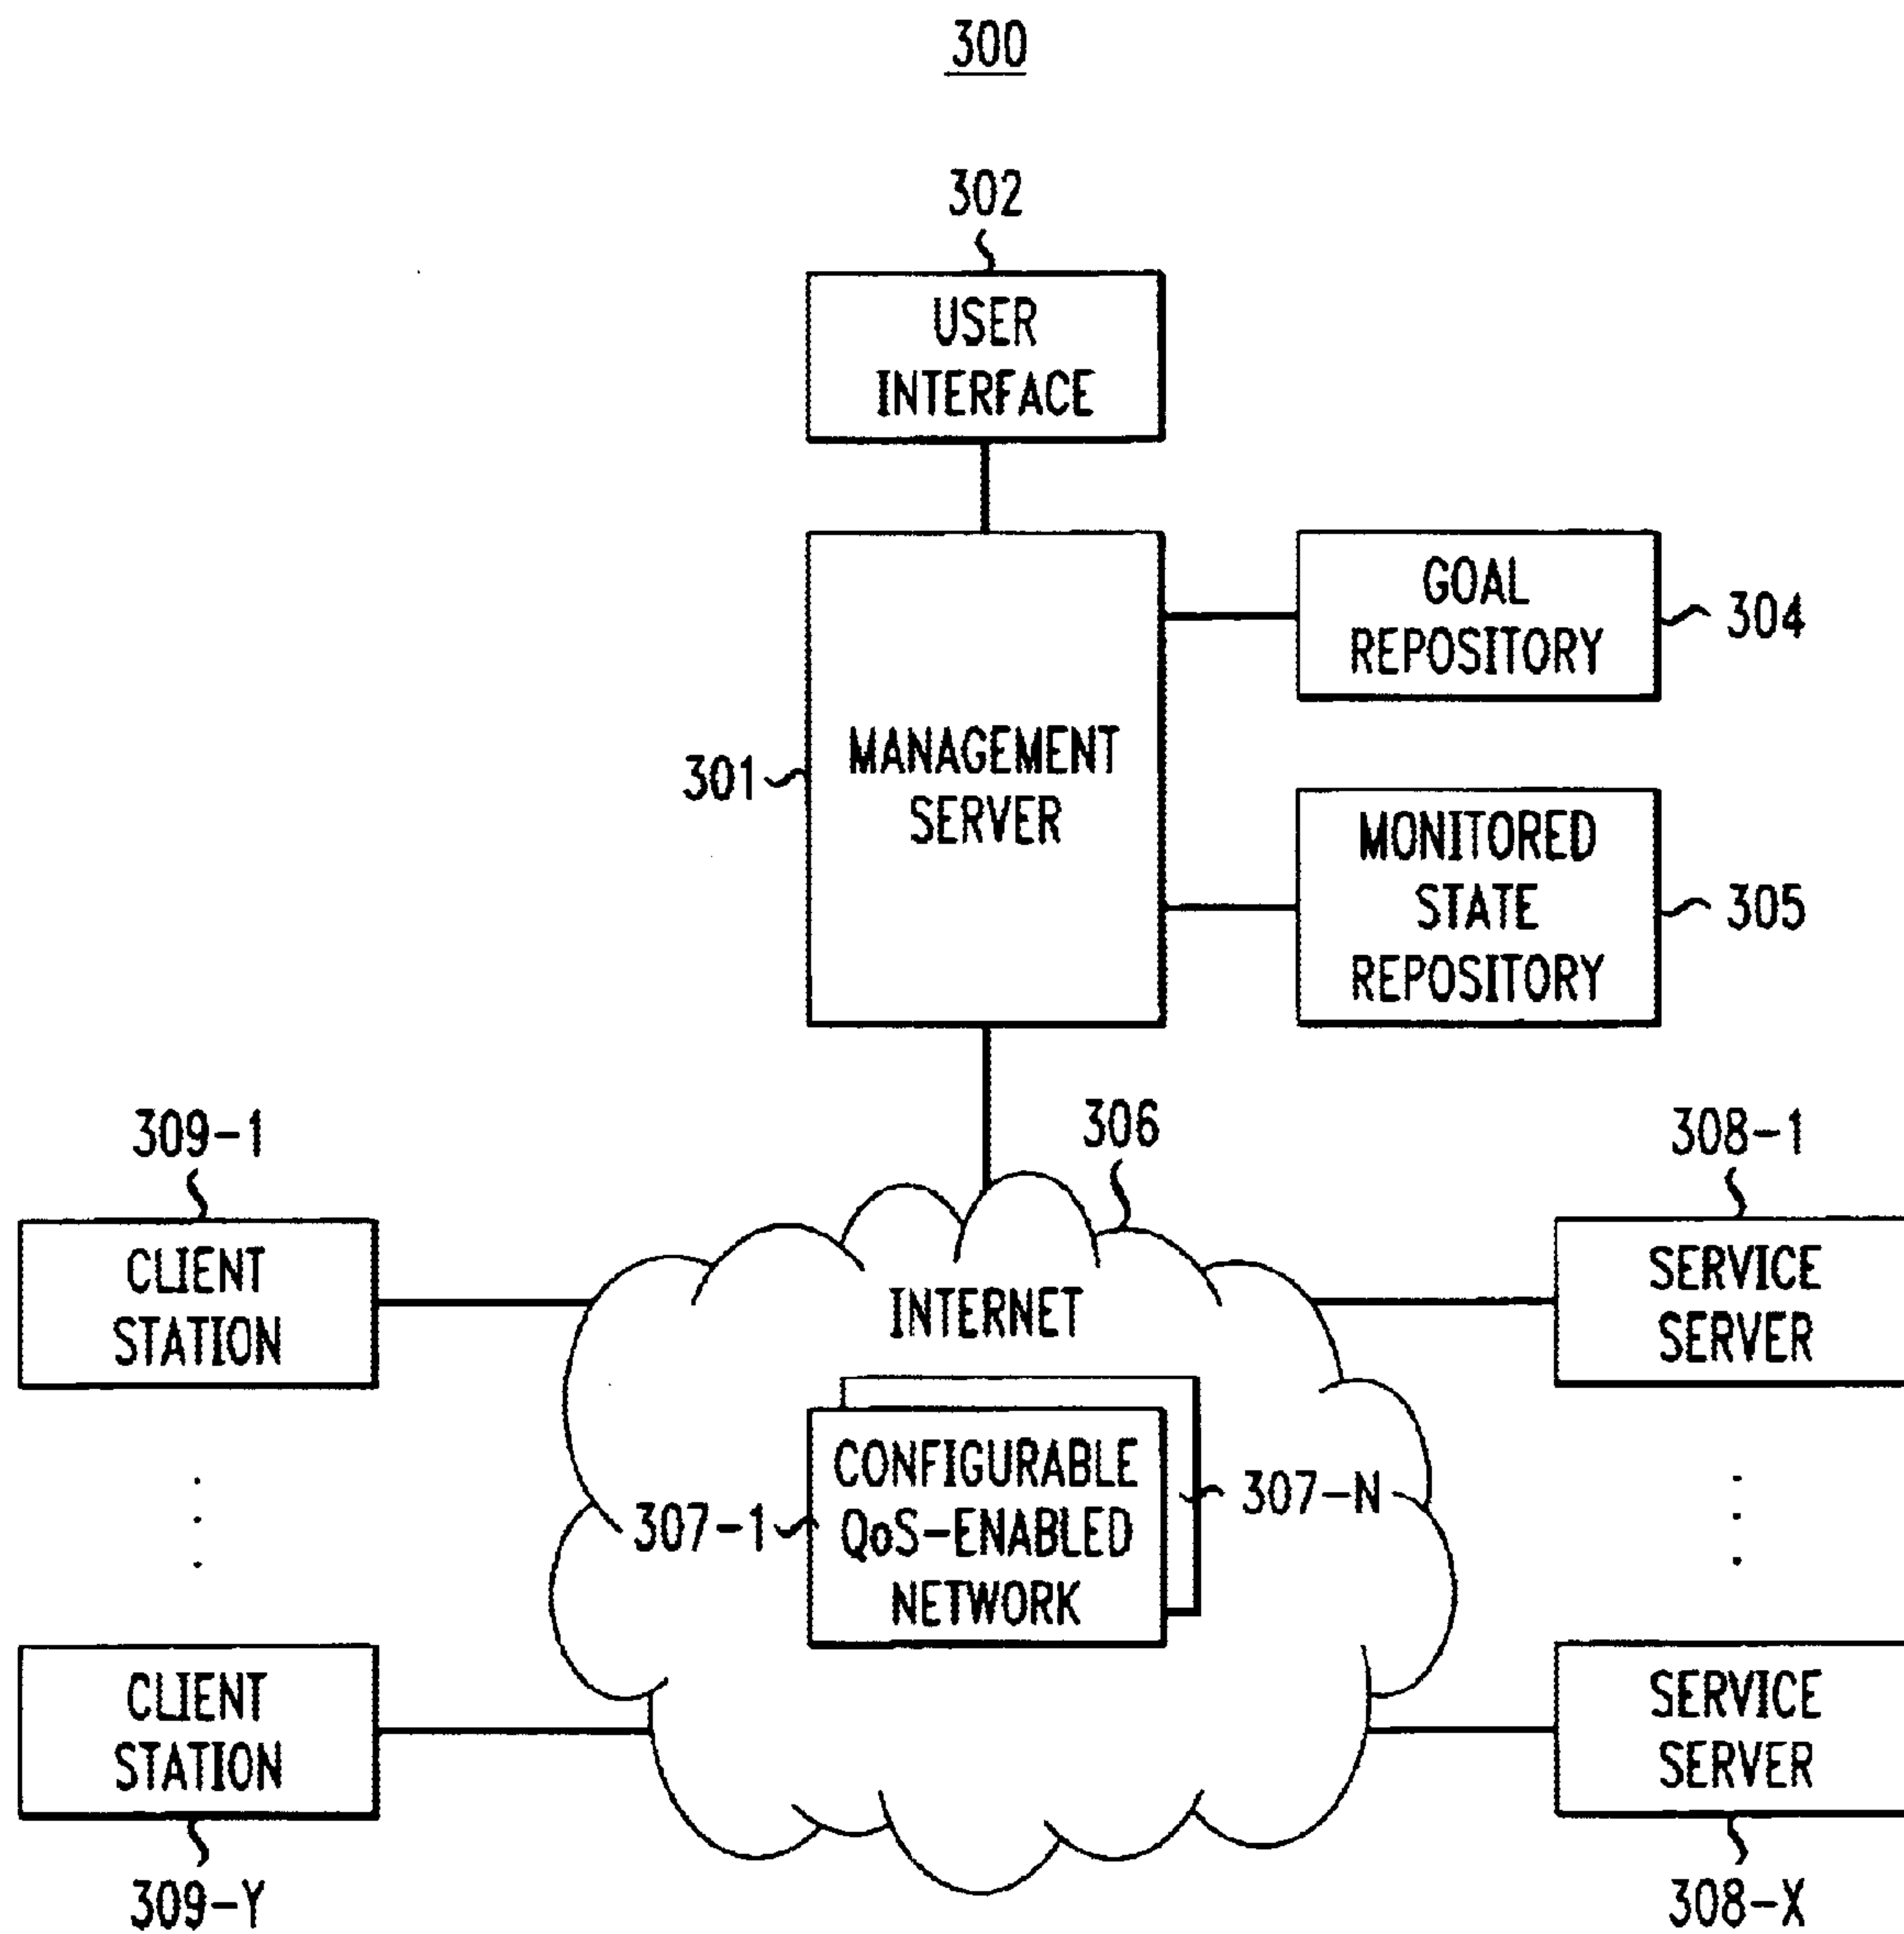 300
302
USER
INTERFACE
GOAL
REPOSITORY
304
301
MANAGEMENT
SERVER
MONITORED
STATE
REPOSITORY
305
309-1
306
308-1
CLIENT
STATION
INTERNET
SERVICE
SERVER
307-1
CONFIGURABLE
QoS-ENABLED
NETWORK
307-N
CLIENT
STATION
SERVICE
SERVER
309-Y
308-X